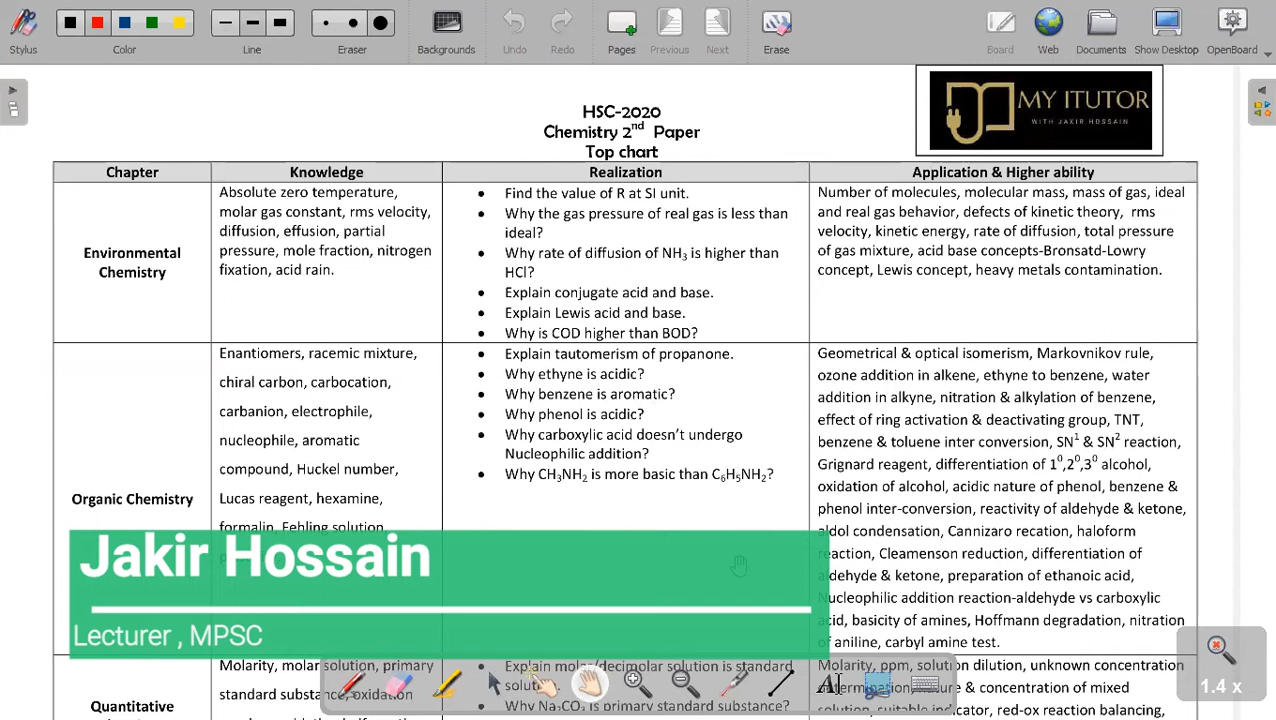 Stylus
Color
Line
Eraser
Backgrounds
Undo
Redo
Pages
Previous
Next
Erase
Board
Web
Documents
Show Desktop
OpenBoard
HSC-2020
Chemistry 2nd Paper
Top chart
MY ITUTOR
WITH JAKIR HOSSAIN
Chapter
Knowledge
Realization
Application & Higher ability
Environmental
Chemistry
Absolute zero temperature,
molar gas constant, rms velocity,
diffusion, effusion, partial
pressure, mole fraction, nitrogen
fixation, acid rain.
• Find the value of R at SI unit.
• Why the gas pressure of real gas is less than
ideal?
• Why rate of diffusion of NH3 is higher than
HCl?
• Explain conjugate acid and base.
• Explain Lewis acid and base.
• Why is COD higher than BOD?
Number of molecules, molecular mass, mass of gas, ideal
and real gas behavior, defects of kinetic theory, rms
velocity, kinetic energy, rate of diffusion, total pressure
of gas mixture, acid base concepts-Bronsatd-Lowry
concept, Lewis concept, heavy metals contamination.
Organic Chemistry
Enantiomers, racemic mixture,
chiral carbon, carbocation,
carbanion, electrophile,
nucleophile, aromatic
compound, Huckel number,
Lucas reagent, hexamine,
formalin, Fehling solution
• Explain tautomerism of propanone.
• Why ethyne is acidic?
• Why benzene is aromatic?
• Why phenol is acidic?
• Why carboxylic acid doesn't undergo
Nucleophilic addition?
• Why CH3NH2 is more basic than C6H5NH2?
Geometrical & optical isomerism, Markovnikov rule,
ozone addition in alkene, ethyne to benzene, water
addition in alkyne, nitration & alkylation of benzene,
effect of ring activation & deactivating group, TNT,
benzene & toluene inter conversion, SN1 & SN2 reaction,
Grignard reagent, differentiation of 10,20,30 alcohol,
oxidation of alcohol, acidic nature of phenol, benzene &
phenol inter-conversion, reactivity of aldehyde & ketone,
aldol condensation, Cannizaro recation, haloform
reaction, Cleamenson reduction, differentiation of
aldehyde & ketone, preparation of ethanoic acid,
Nucleophilic addition reaction-aldehyde vs carboxylic
acid, basicity of amines, Hoffmann degradation, nitration
of aniline, carbyl amine test.
Jakir Hossain
Lecturer , MPSC
Quantitative
Molarity, molar solution, primary
standard substance, oxidation
• Explain molar/decimolar solution is standard
• Why Na2CO3 is primary standard substance?
Molarity, ppm, solution dilution, unknown concentration
& concentration of mixed
solution, suitable indicator, red-ox reaction balancing,
1.4 x